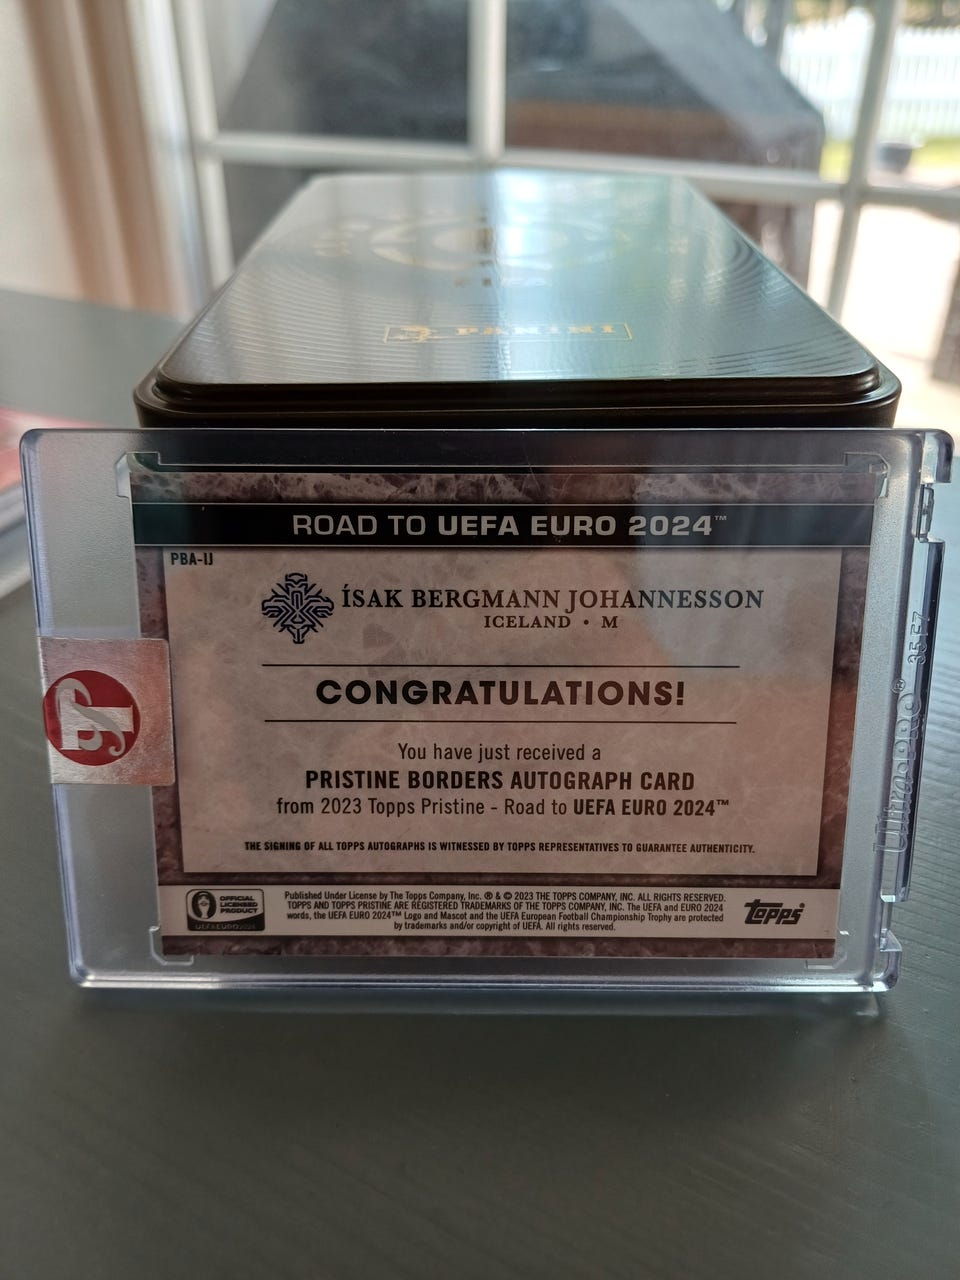 PANINI
ROAD TO UEFA EURO 2024™
PBA-IJ
ÍSAK BERGMANN JOHANNESSON
ICELAND • M
CONGRATULATIONS!
You have just received a
PRISTINE BORDERS AUTOGRAPH CARD
from 2023 Topps Pristine - Road to UEFA EURO 2024™
THE SIGNING OF ALL TOPPS AUTOGRAPHS IS WITNESSED BY TOPPS REPRESENTATIVES TO GUARANTEE AUTHENTICITY.
OFFICIAL
LICENSED
PRODUCT
UEFA EURO 2024
Published Under License by The Topps Company, Inc. ® & © 2023 THE TOPPS COMPANY, INC. ALL RIGHTS RESERVED.
TOPPS AND TOPPS PRISTINE ARE REGISTERED TRADEMARKS OF THE TOPPS COMPANY, INC. The UEFA and EURO 2024
words, the UEFA EURO 2024™ Logo and Mascot and the UEFA European Football Championship Trophy are protected
by trademarks and/or copyright of UEFA. All rights reserved.
topps
UltraPRO® 35F7